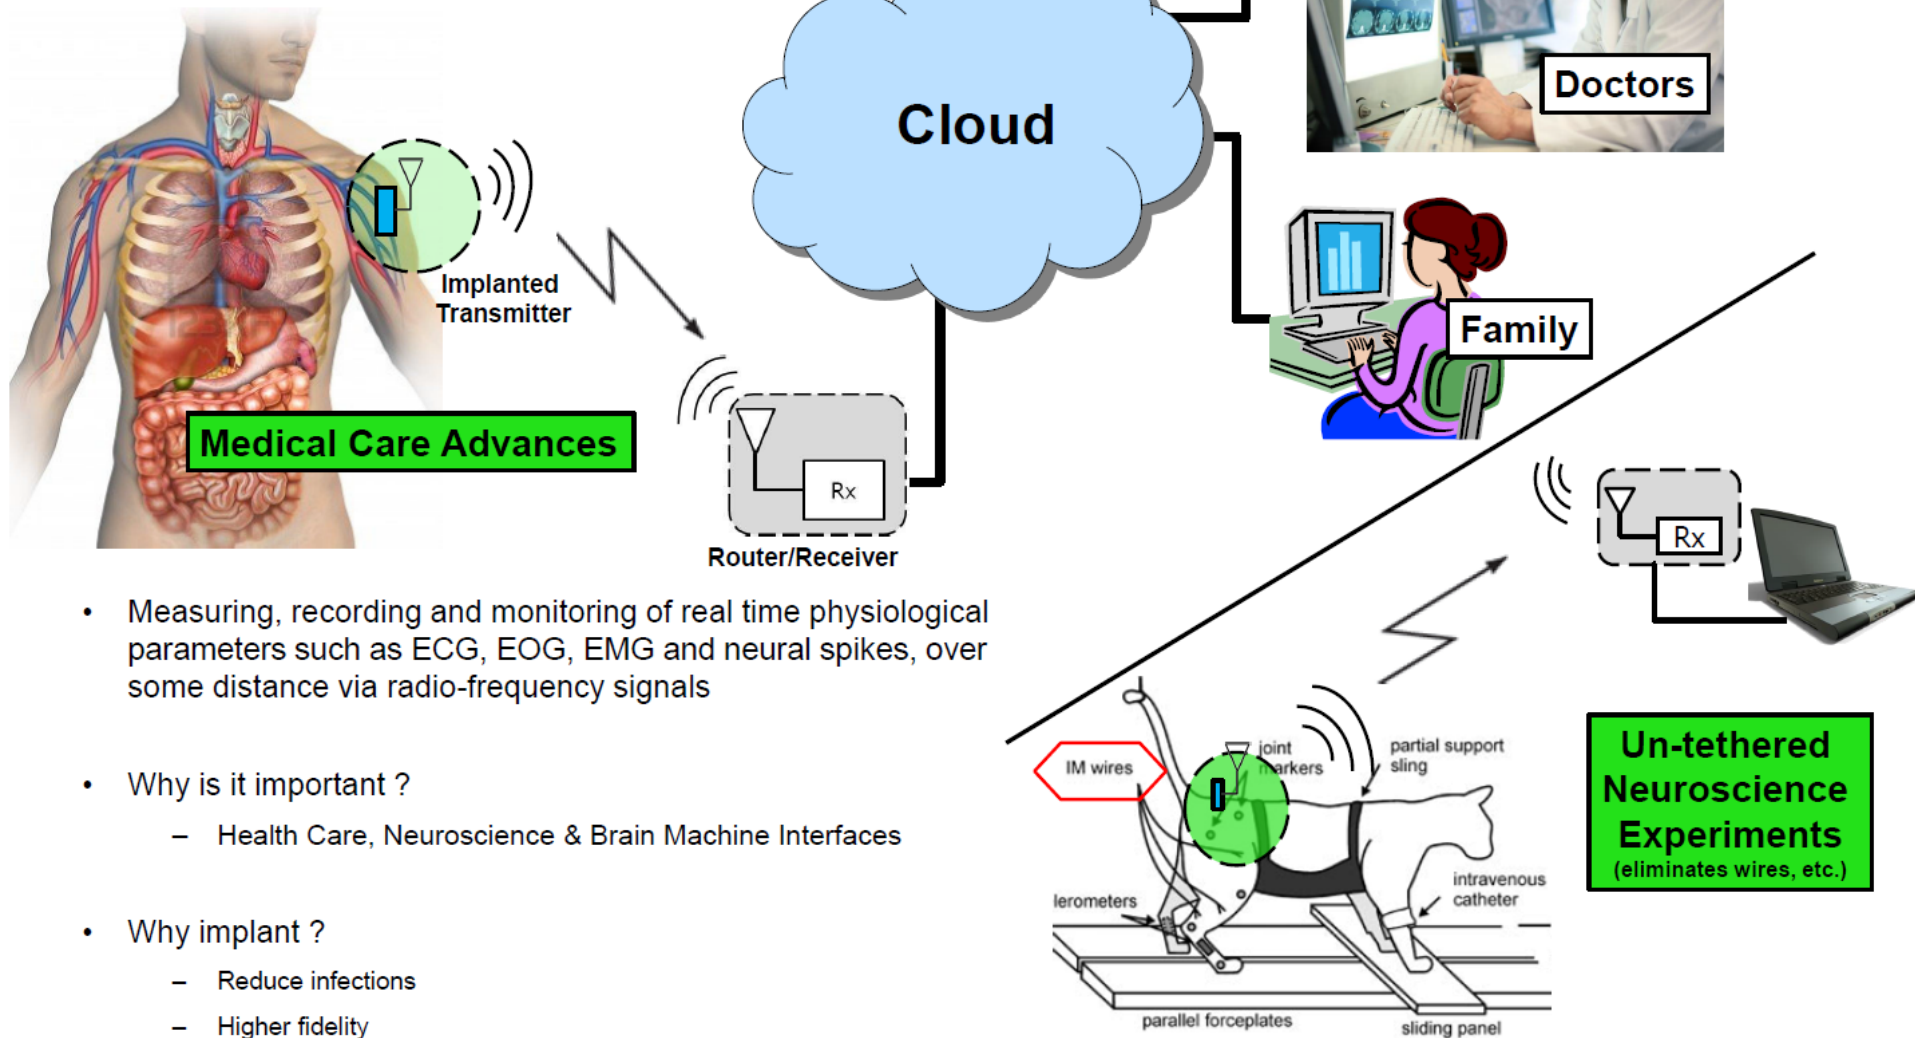 Cloud
Doctors
Family
Implanted
Transmitter
Medical Care Advances
Rx
Router/Receiver
• Measuring, recording and monitoring of real time physiological
parameters such as ECG, EOG, EMG and neural spikes, over
some distance via radio-frequency signals
• Why is it important ?
– Health Care, Neuroscience & Brain Machine Interfaces
• Why implant ?
– Reduce infections
– Higher fidelity
Rx
IM wires
joint
markers
partial support
sling
lerometers
intravenous
catheter
parallel forceplates
sliding panel
Un-tethered
Neuroscience
Experiments
(eliminates wires, etc.)